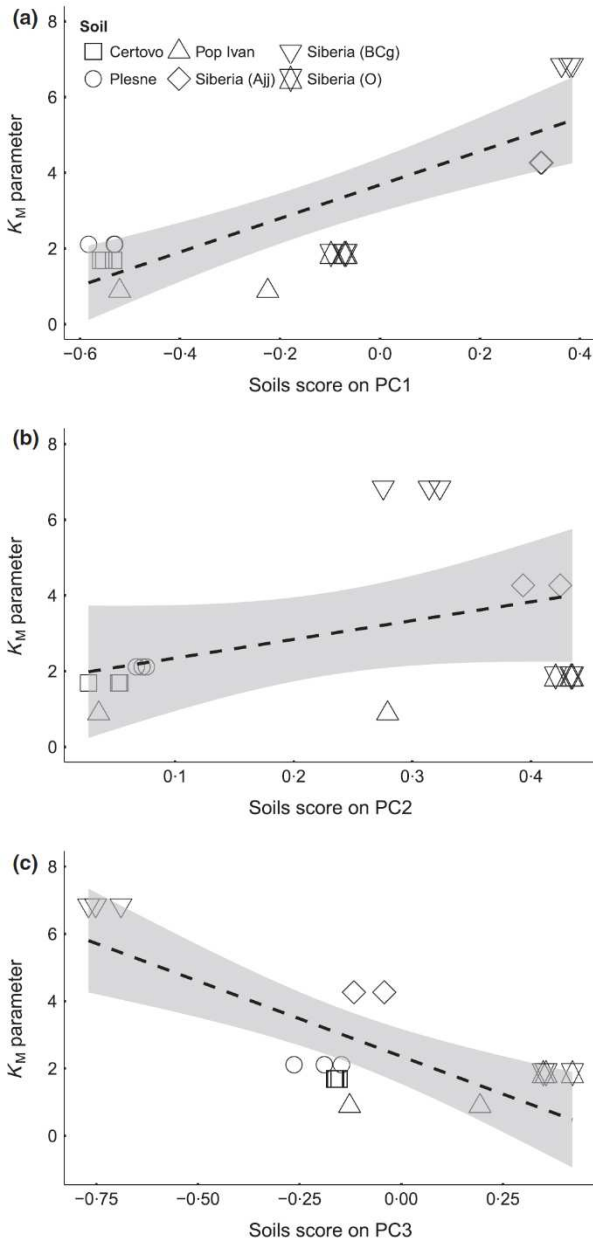 (a)
8
6
4
2
0
K_M parameter
Soil
Certovo Pop Ivan Siberia (BCg)
Plesne Siberia (Ajj) Siberia (O)
−0·6 −0·4 −0·2 0·0 0·2 0·4
Soils score on PC1
(b)
8
6
4
2
0
K_M parameter
0·1 0·2 0·3 0·4
Soils score on PC2
(c)
8
6
4
2
0
K_M parameter
−0·75 −0·50 −0·25 0·00 0·25
Soils score on PC3